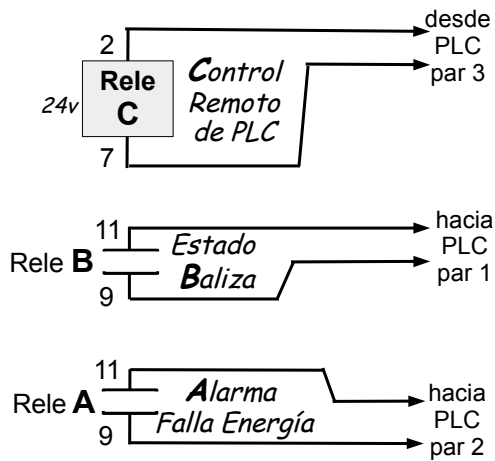 2
Rele
C
24v
7
Control
Remoto
de PLC
desde
PLC
par 3
Rele B
11
9
Estado
Baliza
hacia
PLC
par 1
Rele A
11
9
Alarma
Falla Energía
hacia
PLC
par 2